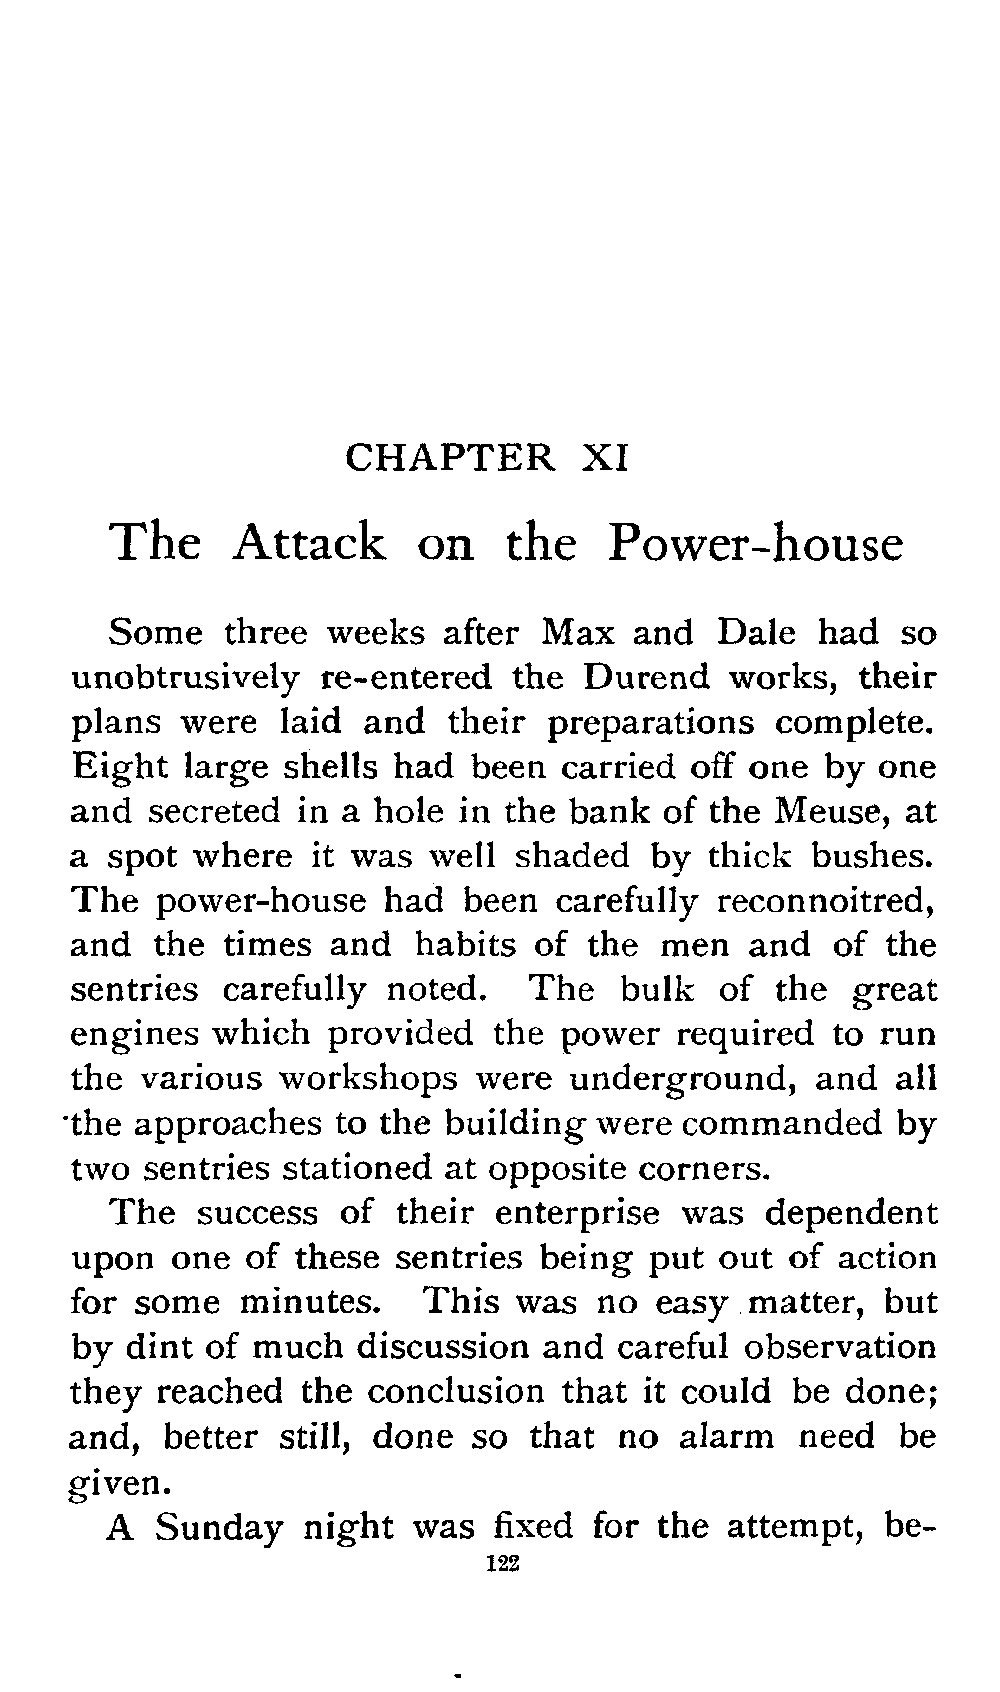 CHAPTER XI
The Attack on the Power-house
Some three weeks after Max and Dale had so
unobtrusively re-entered the Durend works, their
plans were laid and their preparations complete.
Eight large shells had been carried off one by one
and secreted in a hole in the bank of the Meuse, at
a spot where it was well shaded by thick bushes.
The power-house had been carefully reconnoitred,
and the times and habits of the men and of the
sentries carefully noted. The bulk of the great
engines which provided the power required to run
the various workshops were underground, and all
the approaches to the building were commanded by
two sentries stationed at opposite corners.
The success of their enterprise was dependent
upon one of these sentries being put out of action
for some minutes. This was no easy matter, but
by dint of much discussion and careful observation
they reached the conclusion that it could be done;
and, better still, done so that no alarm need be
given.
A Sunday night was fixed for the attempt, be-
122